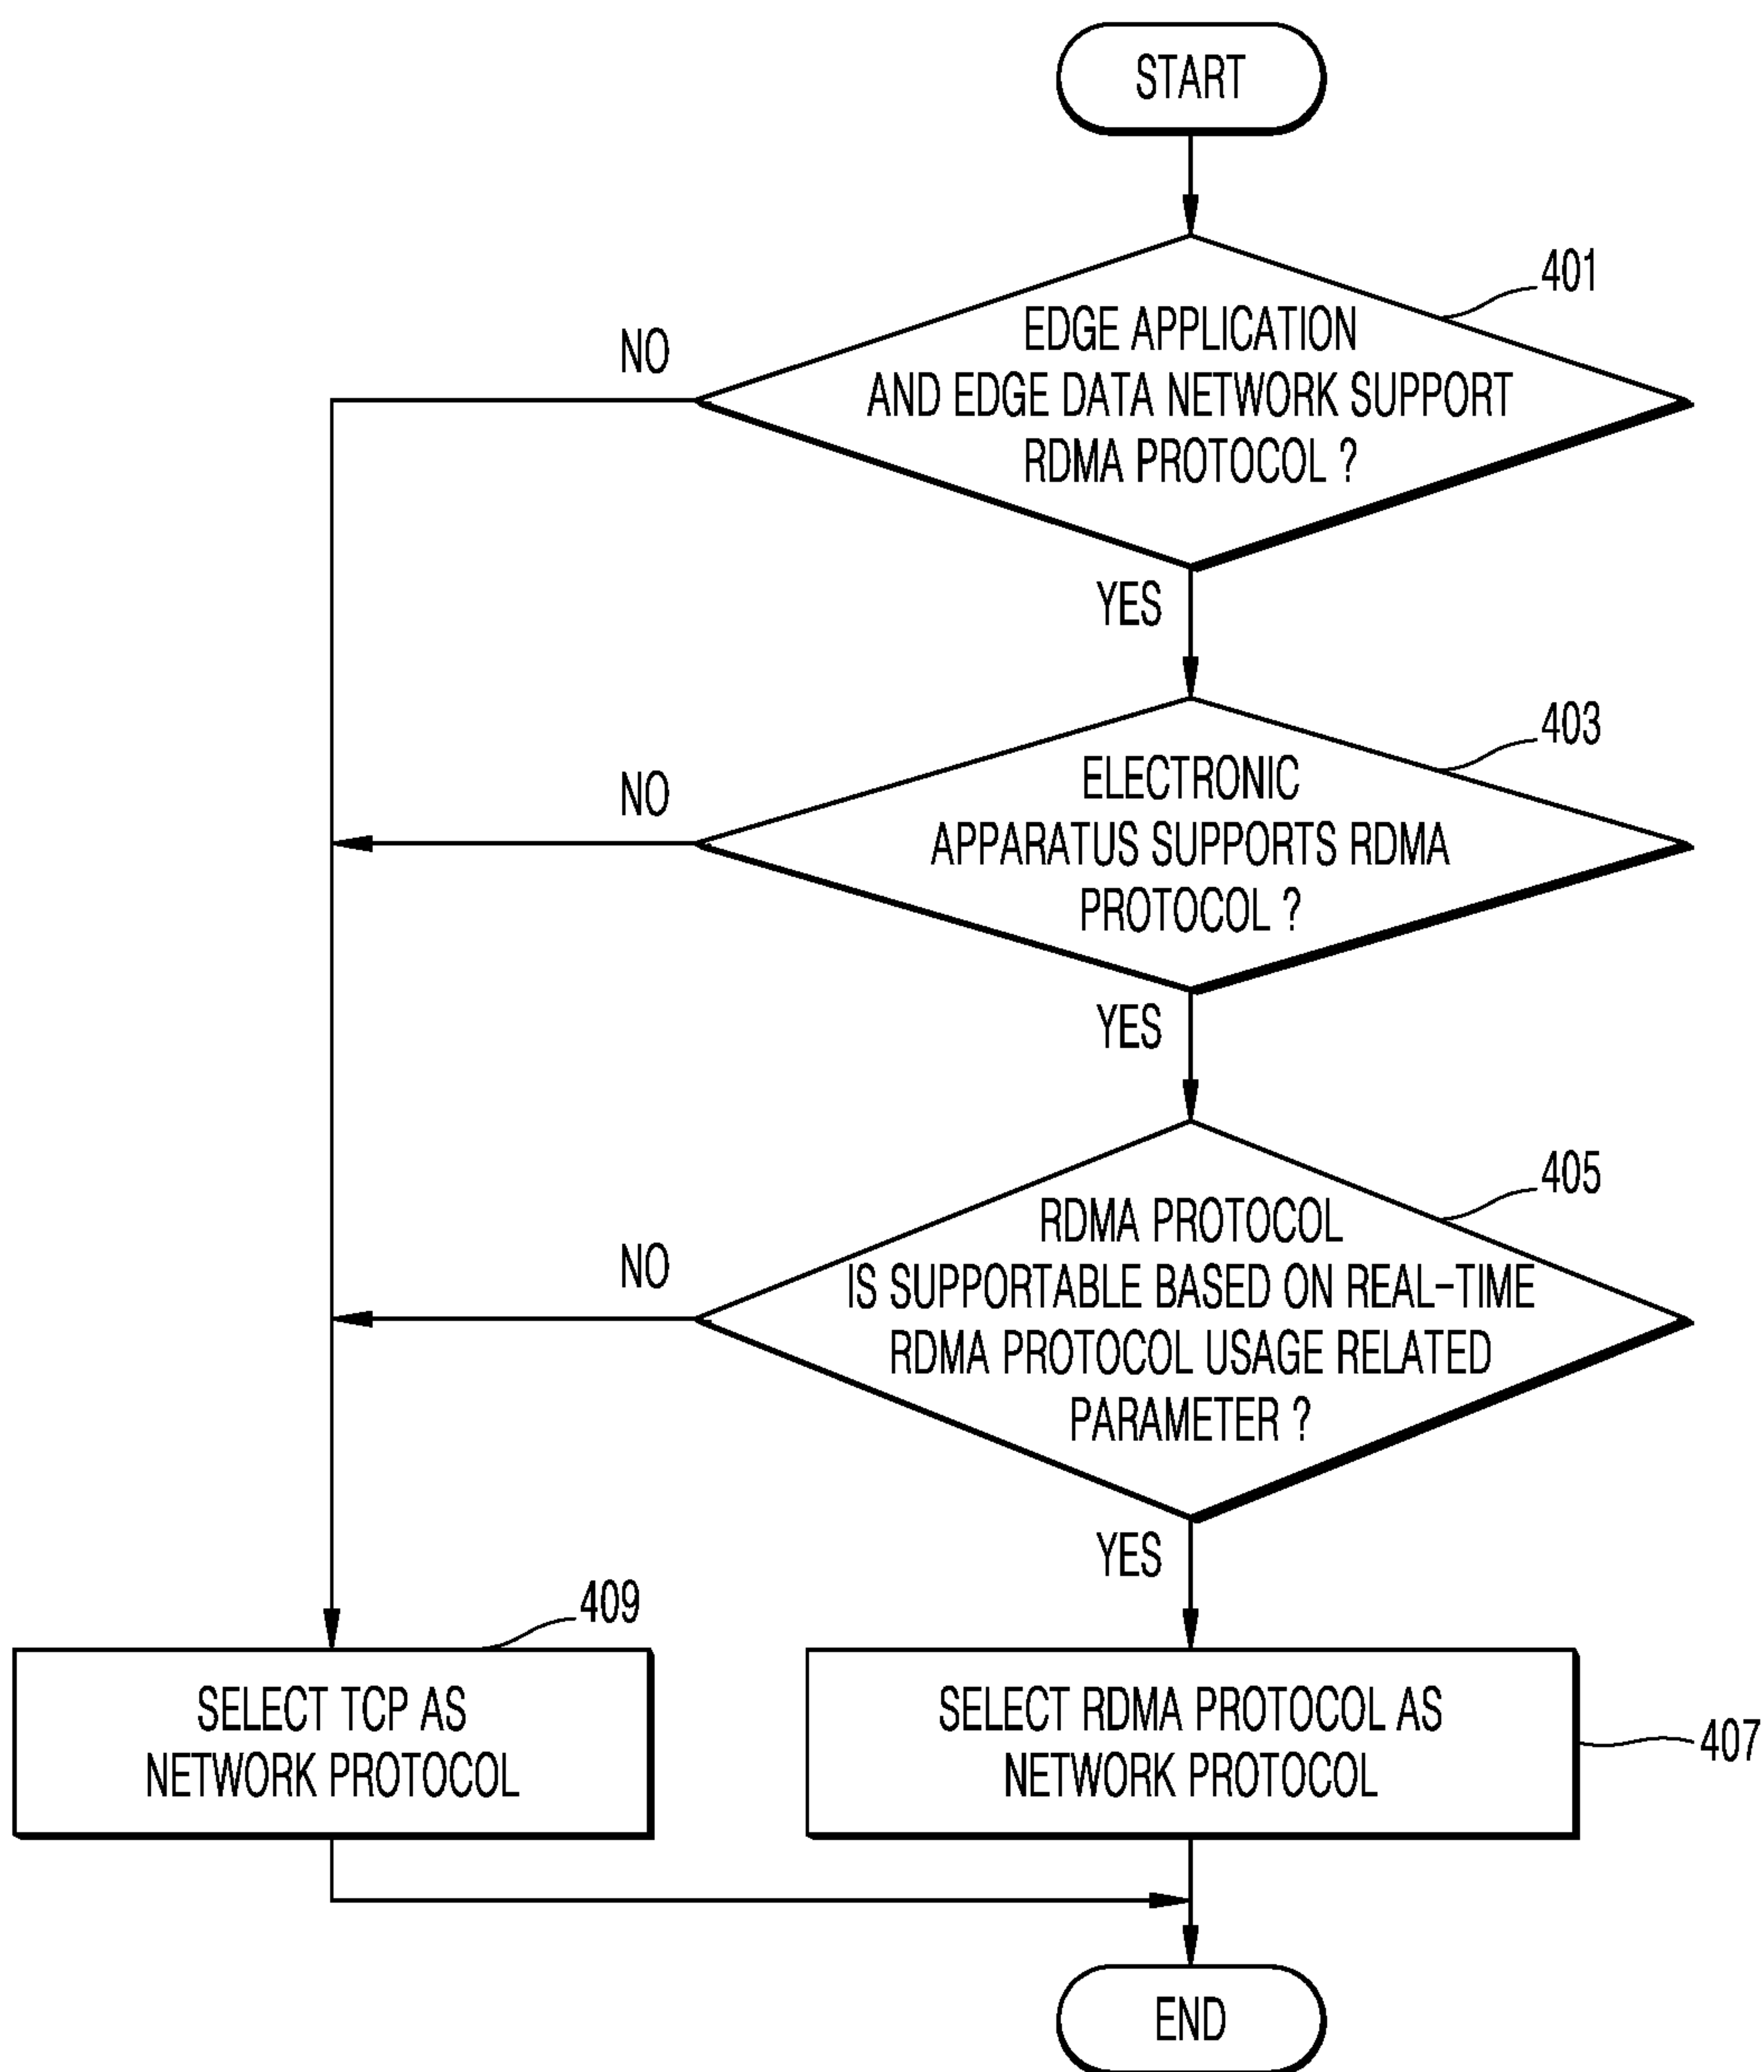 START
401
EDGE APPLICATION
AND EDGE DATA NETWORK SUPPORT
RDMA PROTOCOL ?
NO
YES
403
ELECTRONIC
APPARATUS SUPPORTS RDMA
PROTOCOL ?
NO
YES
405
RDMA PROTOCOL
IS SUPPORTABLE BASED ON REAL-TIME
RDMA PROTOCOL USAGE RELATED
PARAMETER ?
NO
YES
409
SELECT TCP AS
NETWORK PROTOCOL
SELECT RDMA PROTOCOL AS
NETWORK PROTOCOL
407
END